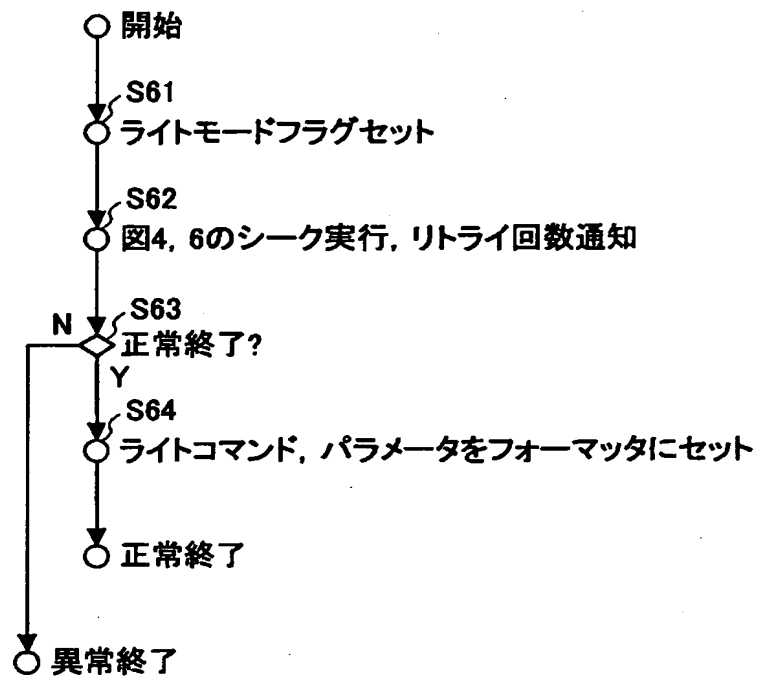 開始
S61
ライトモードフラグセット
S62
図4, 6のシーク実行, リトライ回数通知
S63
N
正常終了?
Y
S64
ライトコマンド, パラメータをフォーマッタにセット
正常終了
異常終了